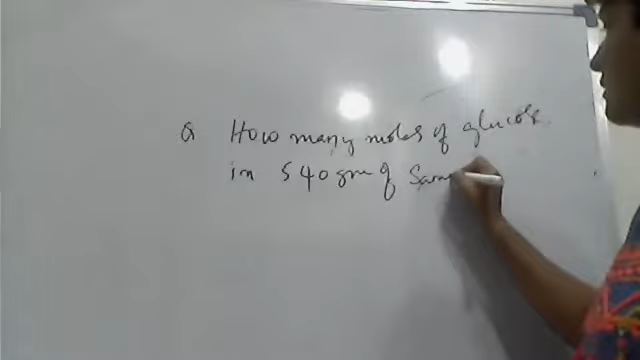 Q How many moles of glucose
in 540 gm of Sam